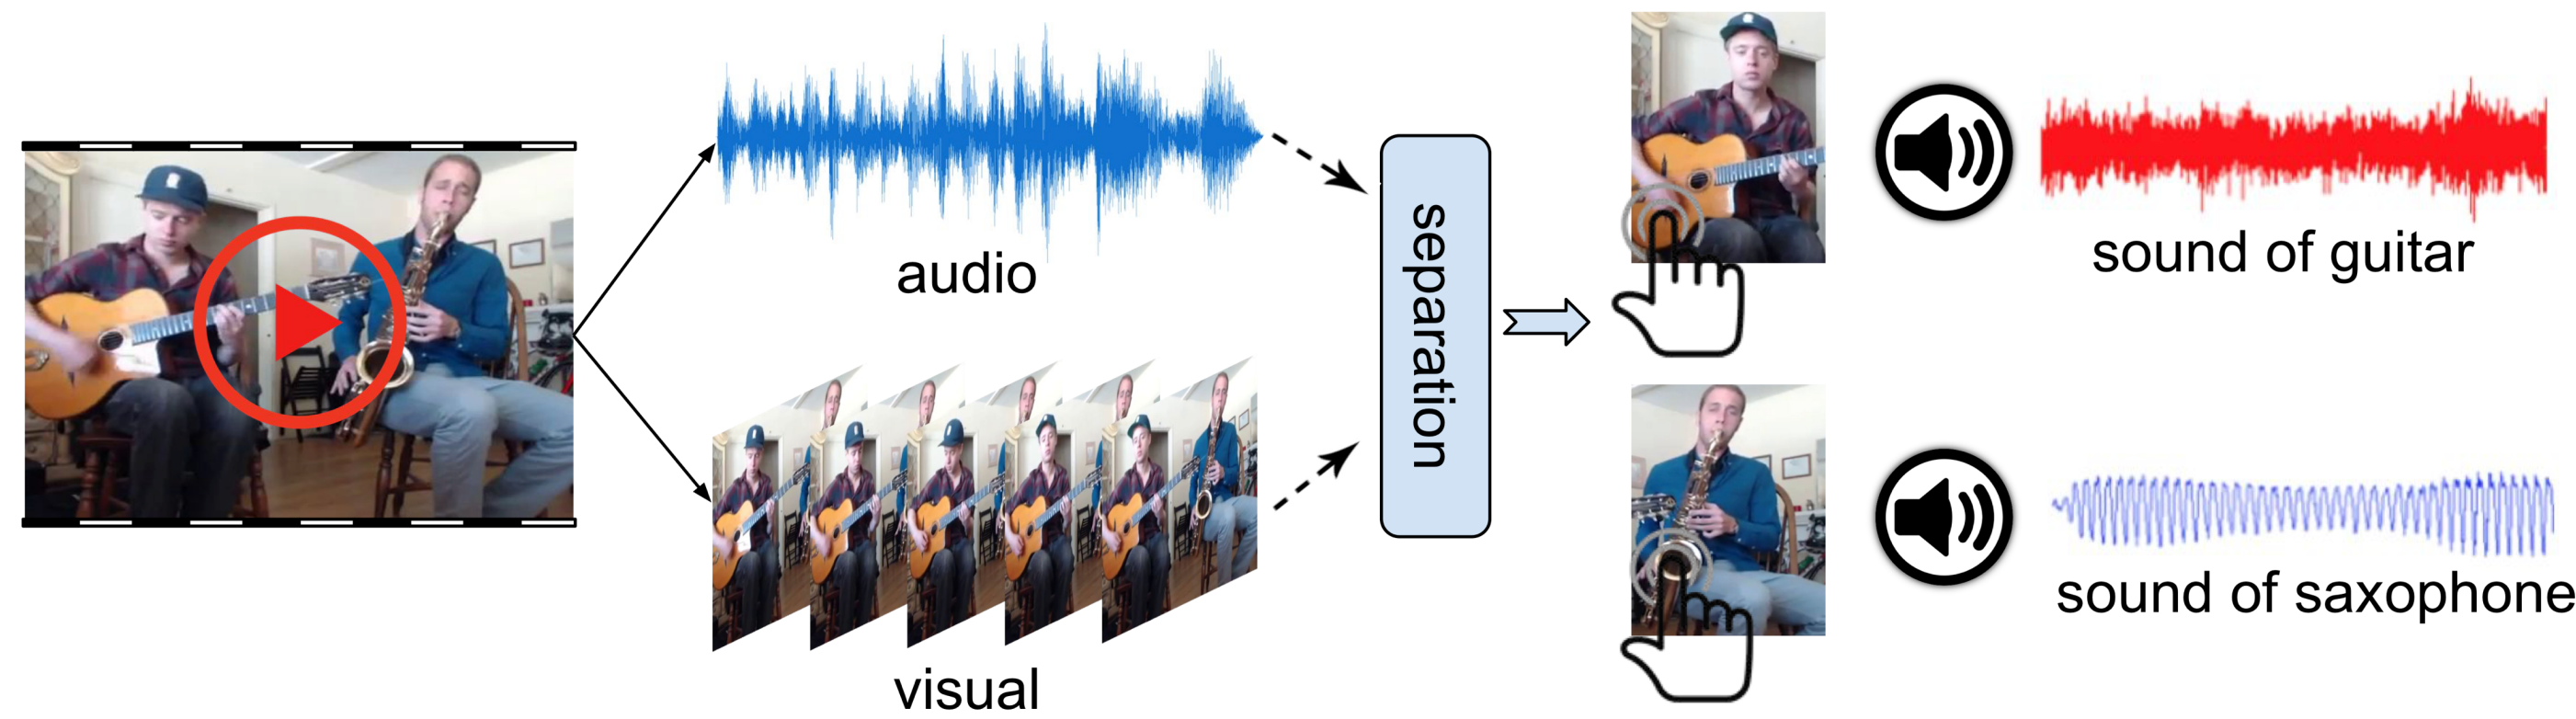 audio
visual
separation
sound of guitar
sound of saxophone